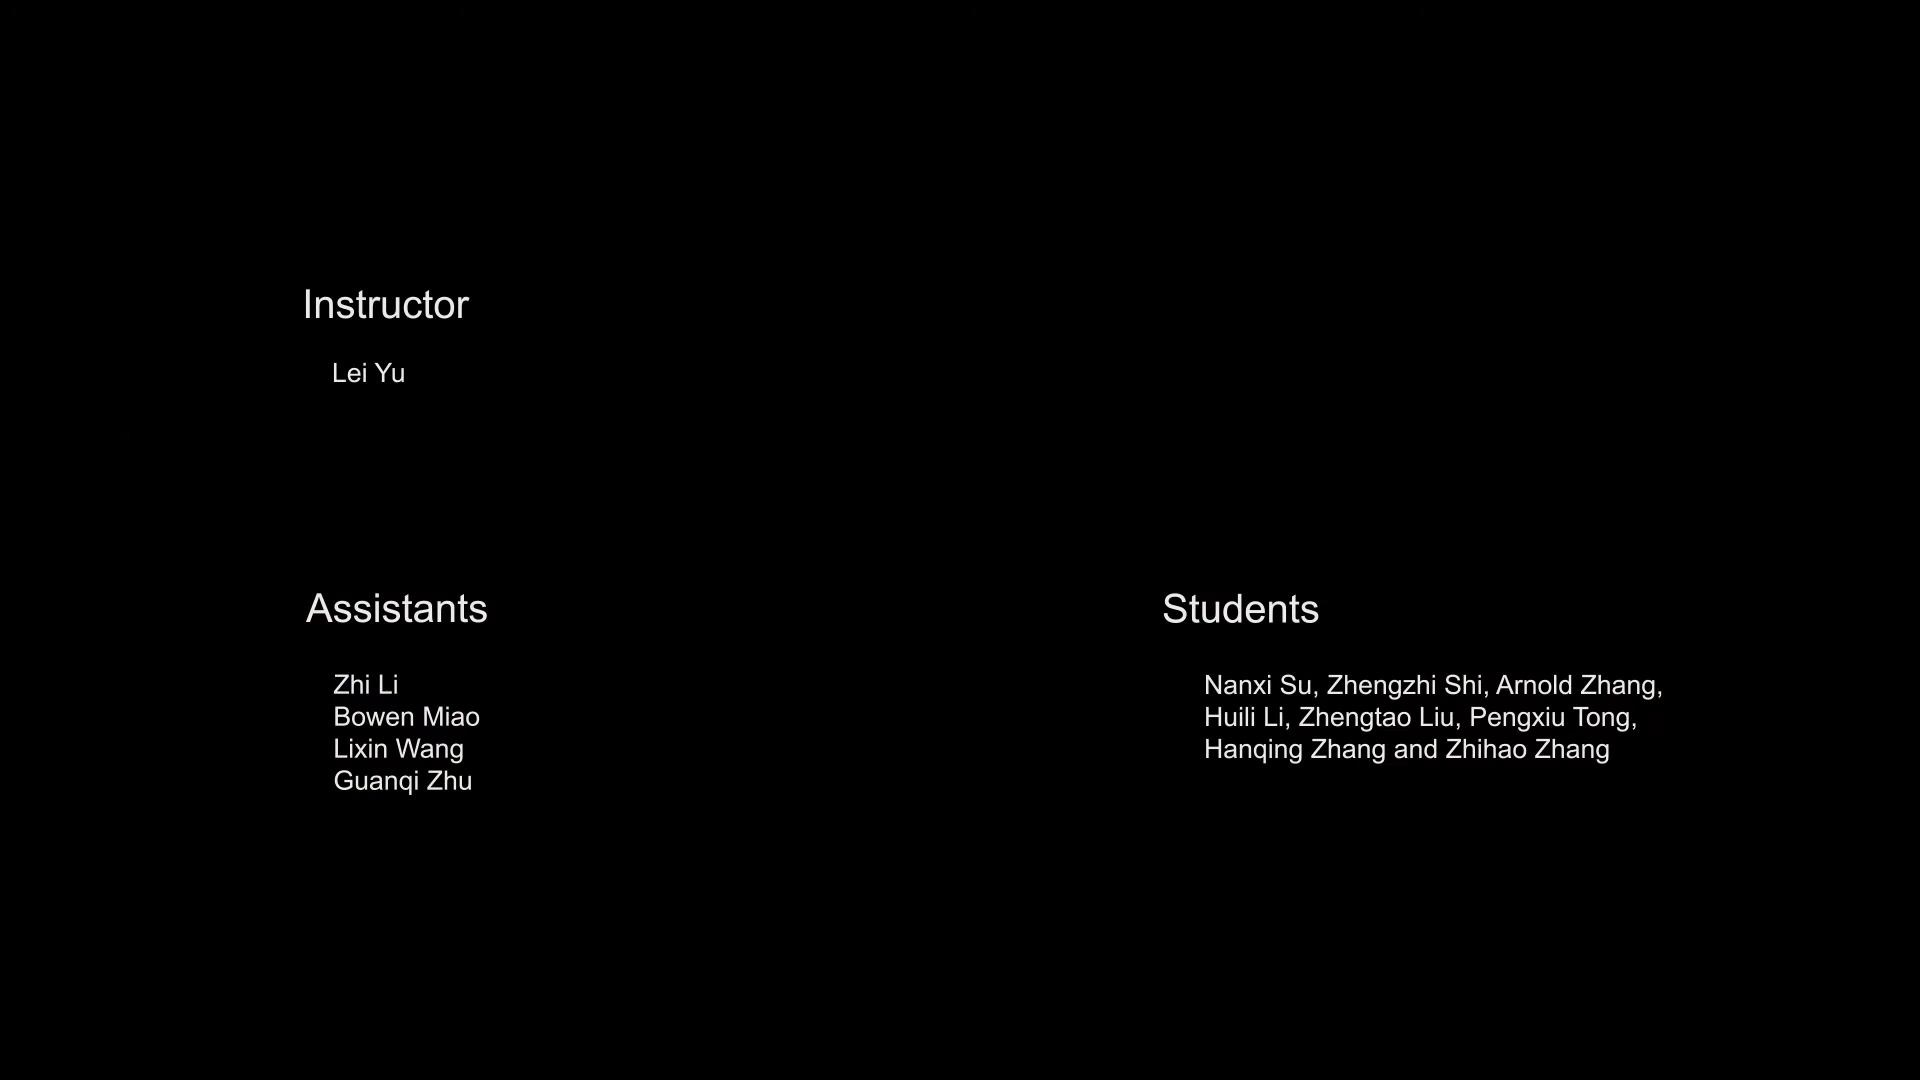 Instructor
Lei Yu
Assistants
Zhi Li
Bowen Miao
Lixin Wang
Guanqi Zhu
Students
Nanxi Su, Zhengzhi Shi, Arnold Zhang,
Huili Li, Zhengtao Liu, Pengxiu Tong,
Hanqing Zhang and Zhihao Zhang